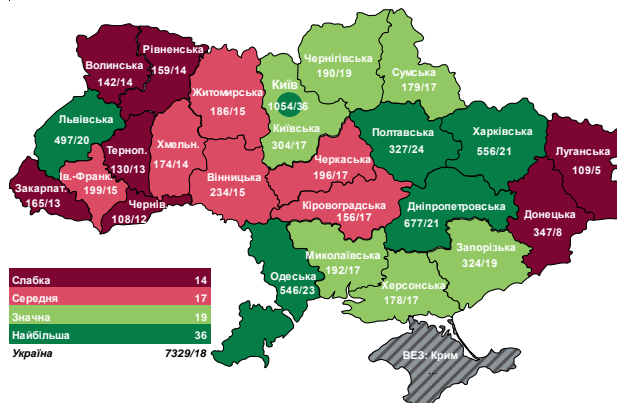 Волинська
142/14
Рівненська
159/14
Житомирська
186/15
Київ
1054/36
Київська
304/17
Чернігівська
190/19
Сумська
179/17
Львівська
497/20
Терноп.
130/13
Хмельн.
174/14
Ів.-Франк.
199/15
Закарпат.
165/13
Чернів.
108/12
Вінницька
234/15
Черкаська
196/17
Кіровоградська
156/17
Полтавська
327/24
Харківська
556/21
Луганська
109/5
Донецька
347/8
Дніпропетровська
677/21
Запорізька
324/19
Миколаївська
192/17
Херсонська
178/17
Одеська
546/23
ВЕЗ: Крим
...
Слабка 14
Середня 17
Значна 19
Найбільша 36
Україна 7329/18